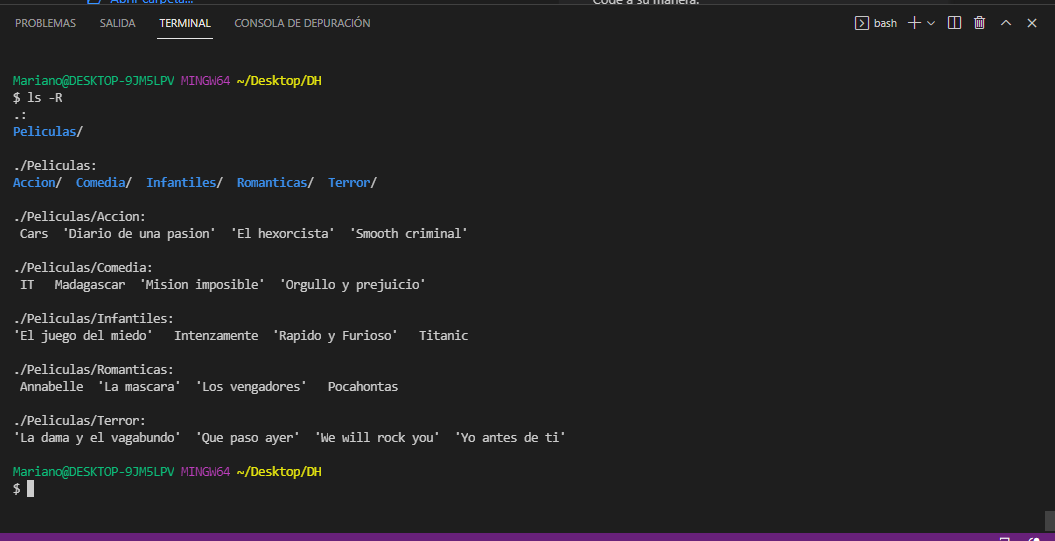 Abrir carpeta...
Code a su manera.
PROBLEMAS SALIDA TERMINAL CONSOLA DE DEPURACIÓN bash
Mariano@DESKTOP-9JM5LPV MINGW64 ~/Desktop/DH
$ ls -R
.:
Peliculas/
./Peliculas:
Accion/ Comedia/ Infantiles/ Romanticas/ Terror/
./Peliculas/Accion:
Cars 'Diario de una pasion' 'El hexorcista' 'Smooth criminal'
./Peliculas/Comedia:
IT Madagascar 'Mision imposible' 'Orgullo y prejuicio'
./Peliculas/Infantiles:
'El juego del miedo' Intenzamente 'Rapido y Furioso' Titanic
./Peliculas/Romanticas:
Annabelle 'La mascara' 'Los vengadores' Pocahontas
./Peliculas/Terror:
'La dama y el vagabundo' 'Que paso ayer' 'We will rock you' 'Yo antes de ti'
Mariano@DESKTOP-9JM5LPV MINGW64 ~/Desktop/DH
$